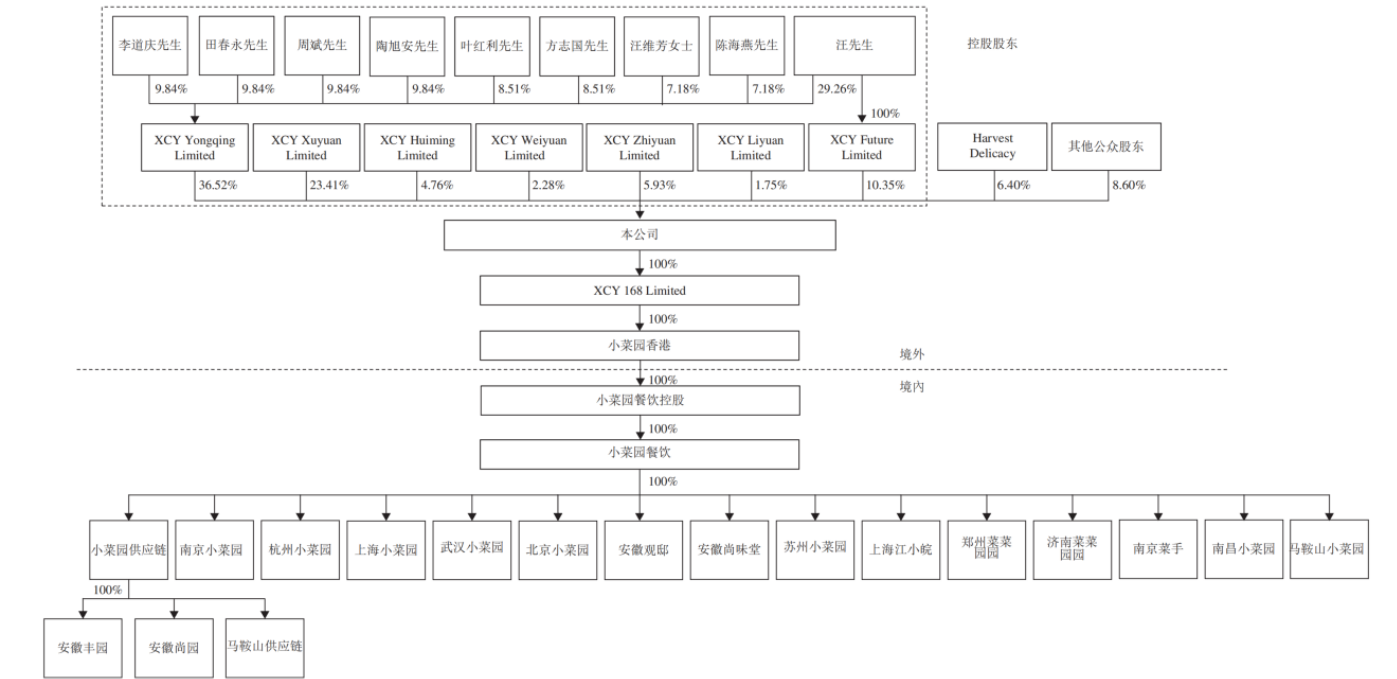 李道庆先生
田春永先生
周斌先生
陶旭安先生
叶红利先生
方志国先生
汪维芳女士
陈海燕先生
汪先生
控股股东
9.84%
9.84%
9.84%
9.84%
8.51%
8.51%
7.18%
7.18%
29.26%
100%
XCY Yongqing
Limited
XCY Xuyuan
Limited
XCY Huiming
Limited
XCY Weiyuan
Limited
XCY Zhiyuan
Limited
XCY Liyuan
Limited
XCY Future
Limited
Harvest
Delicacy
其他公众股东
36.52%
23.41%
4.76%
2.28%
5.93%
1.75%
10.35%
6.40%
8.60%
本公司
100%
XCY 168 Limited
100%
小菜园香港
境外
100%
境内
小菜园餐饮控股
100%
小菜园餐饮
100%
小菜园供应链
南京小菜园
杭州小菜园
上海小菜园
武汉小菜园
北京小菜园
安徽观邸
安徽尚味堂
苏州小菜园
上海江小皖
郑州菜菜
园园
济南菜菜
园园
南京菜手
南昌小菜园
马鞍山小菜园
100%
安徽丰园
安徽尚园
马鞍山供应链